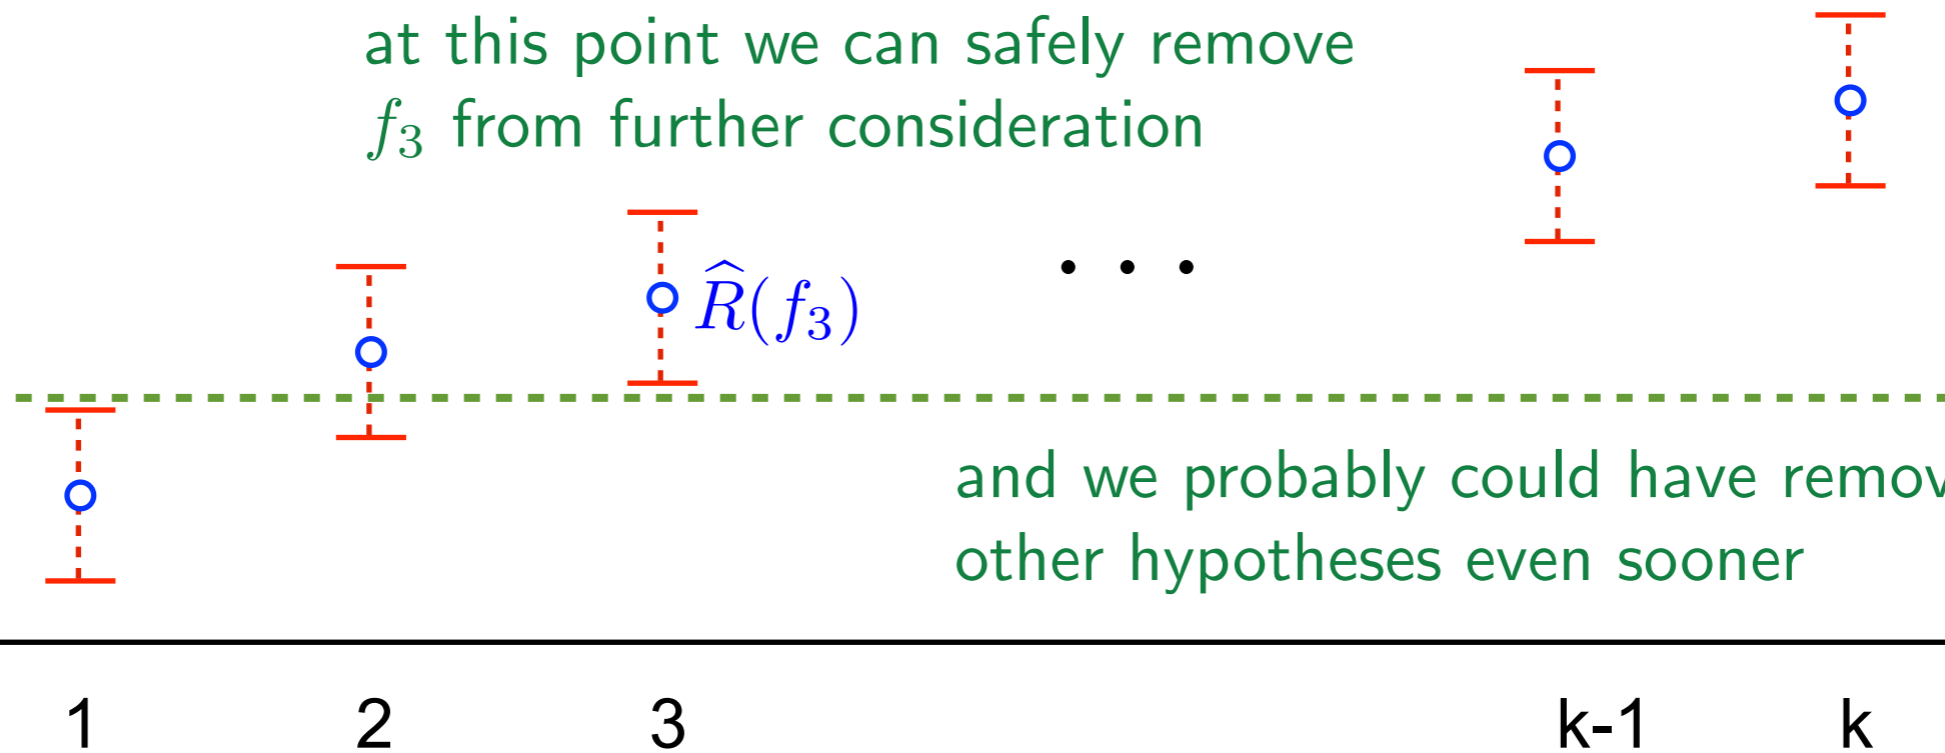 at this point we can safely remove
f₃ from further consideration
R̂(f₃)
. . .
and we probably could have remov
other hypotheses even sooner
1 2 3 k-1 k